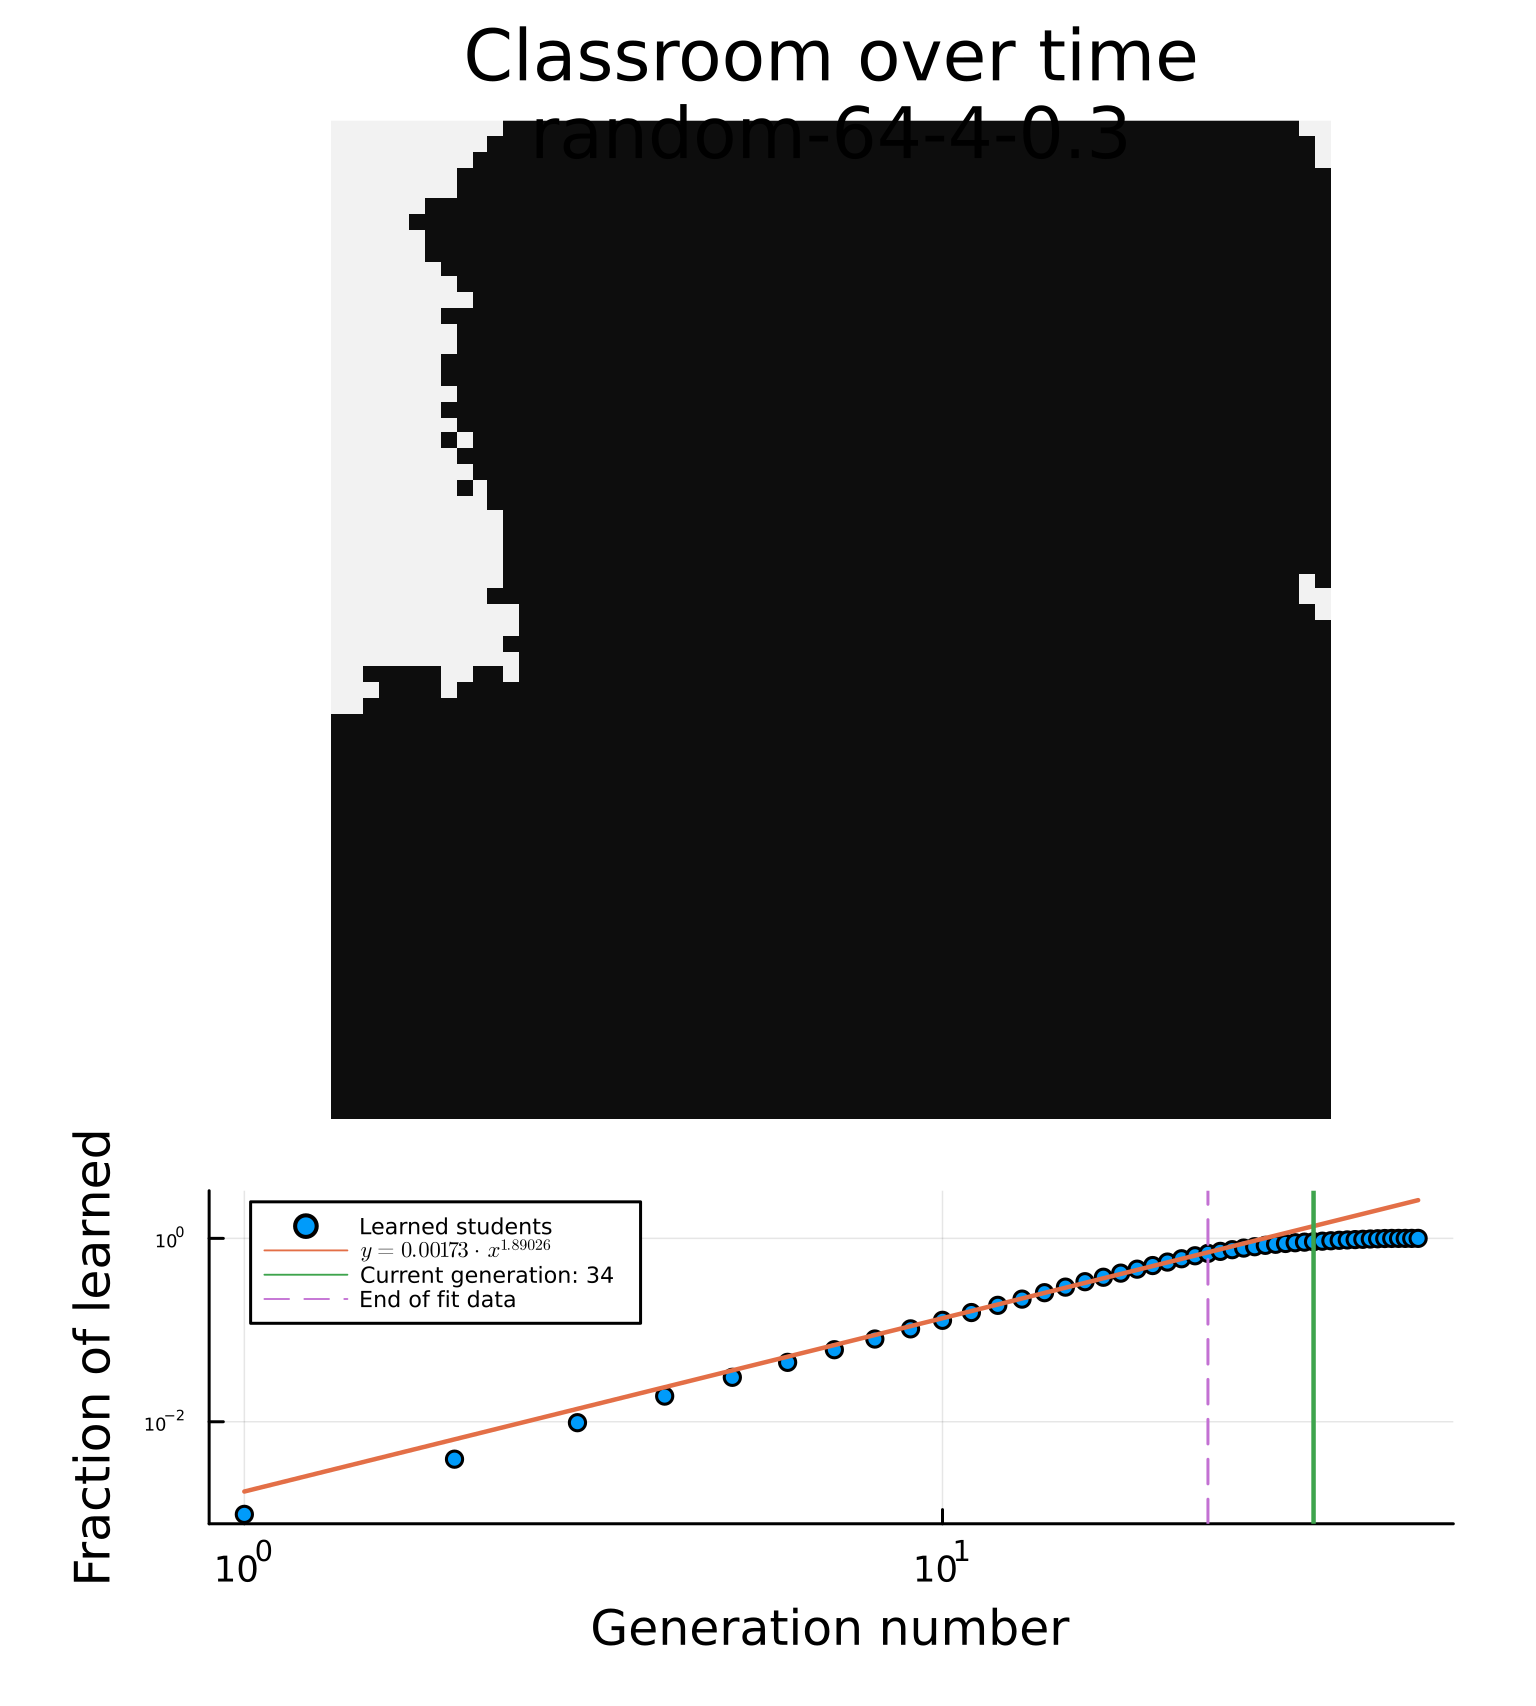 Classroom over time
random-64-4-0.3
Fraction of learned
10⁰
10⁻²
Learned students
y = 0.00173 · x^1.89026
Current generation: 34
End of fit data
10⁰
10¹
Generation number